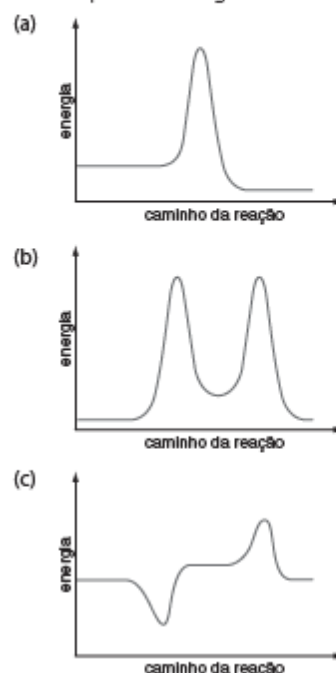 (a)
energia
caminho da reação
(b)
energia
caminho da reação
(c)
energia
caminho da reação